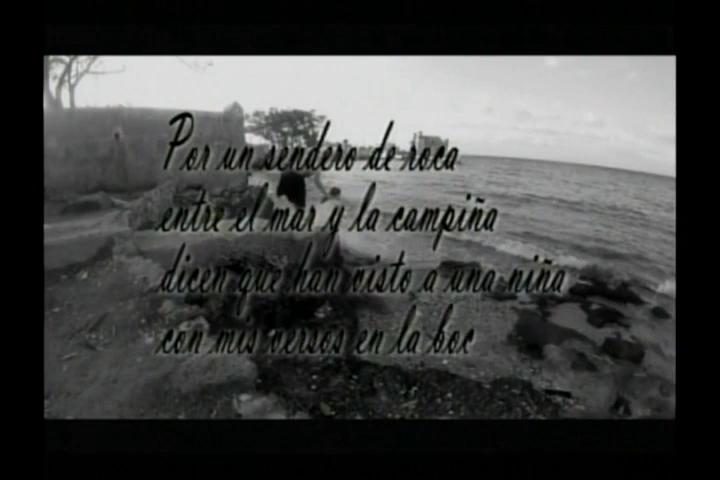 Por un sendero de roca
entre el mar y la campiña
dicen que han visto a una niña
con mis versos en la boc